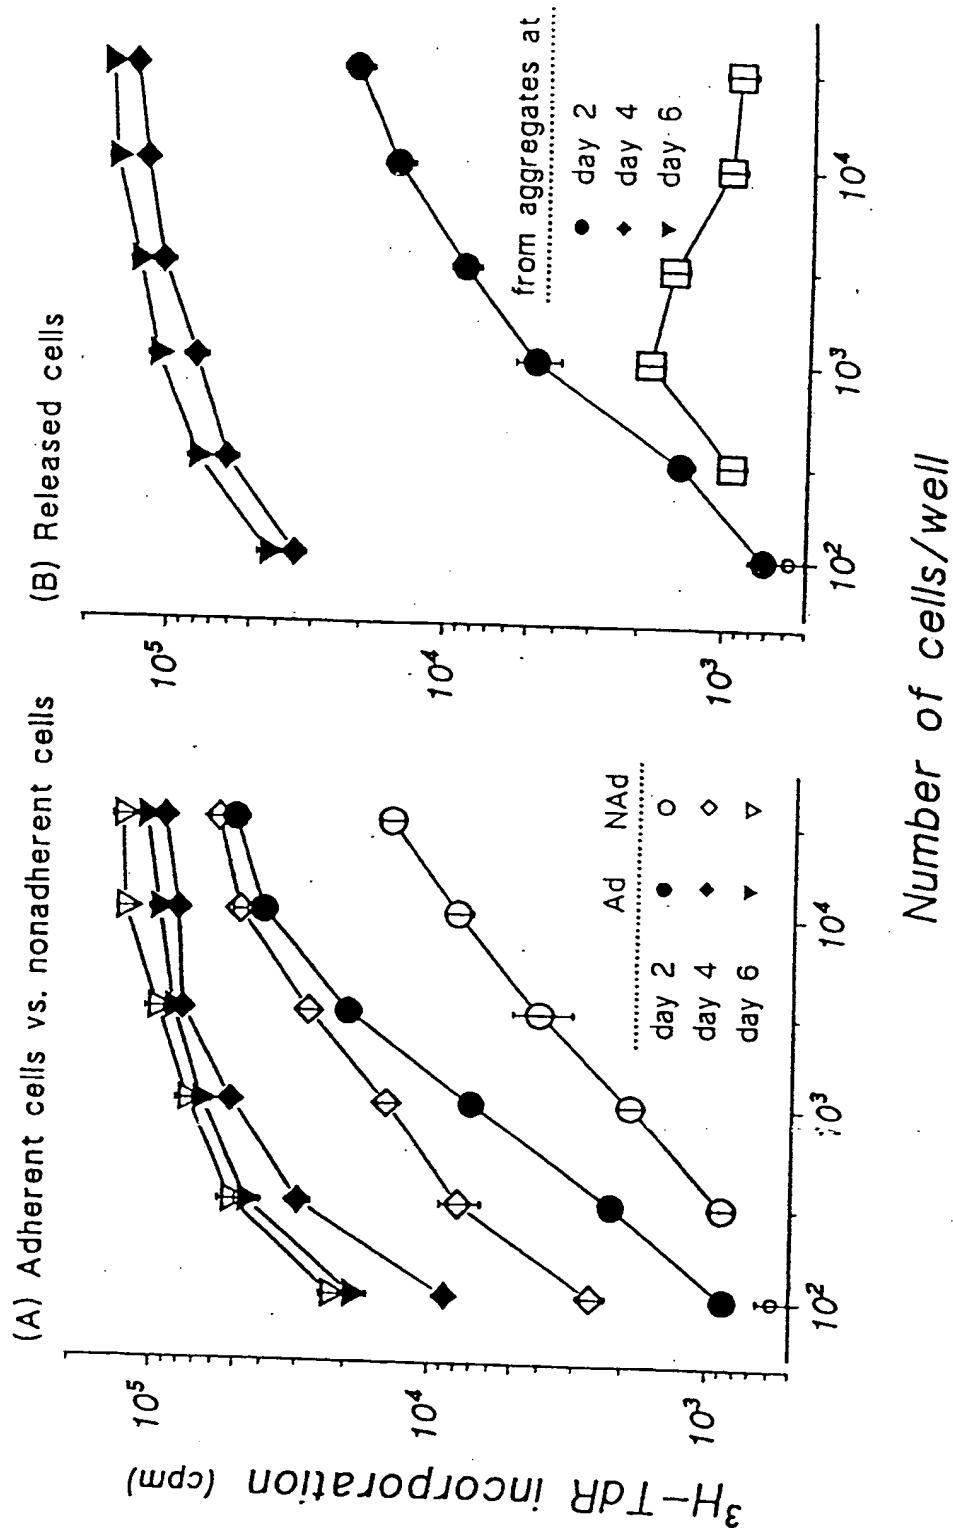 (A) Adherent cells vs. nonadherent cells
10⁵
10⁴
10³
³H-TdR incorporation (cpm)
Ad NAd
day 2
day 4
day 6
10²
10³
10⁴
(B) Released cells
10⁵
10⁴
10³
from aggregates at
day 2
day 4
day 6
10²
10³
10⁴
Number of cells/well